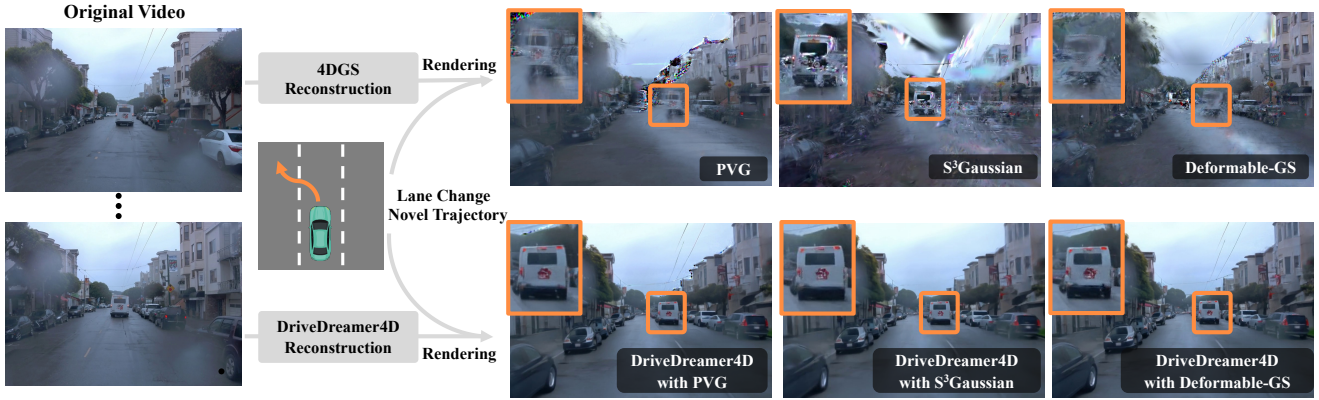 Original Video
4DGS
Reconstruction
Rendering
PVG
S³Gaussian
Deformable-GS
Lane Change
Novel Trajectory
DriveDreamer4D
Reconstruction
Rendering
DriveDreamer4D
with PVG
DriveDreamer4D
with S³Gaussian
DriveDreamer4D
with Deformable-GS